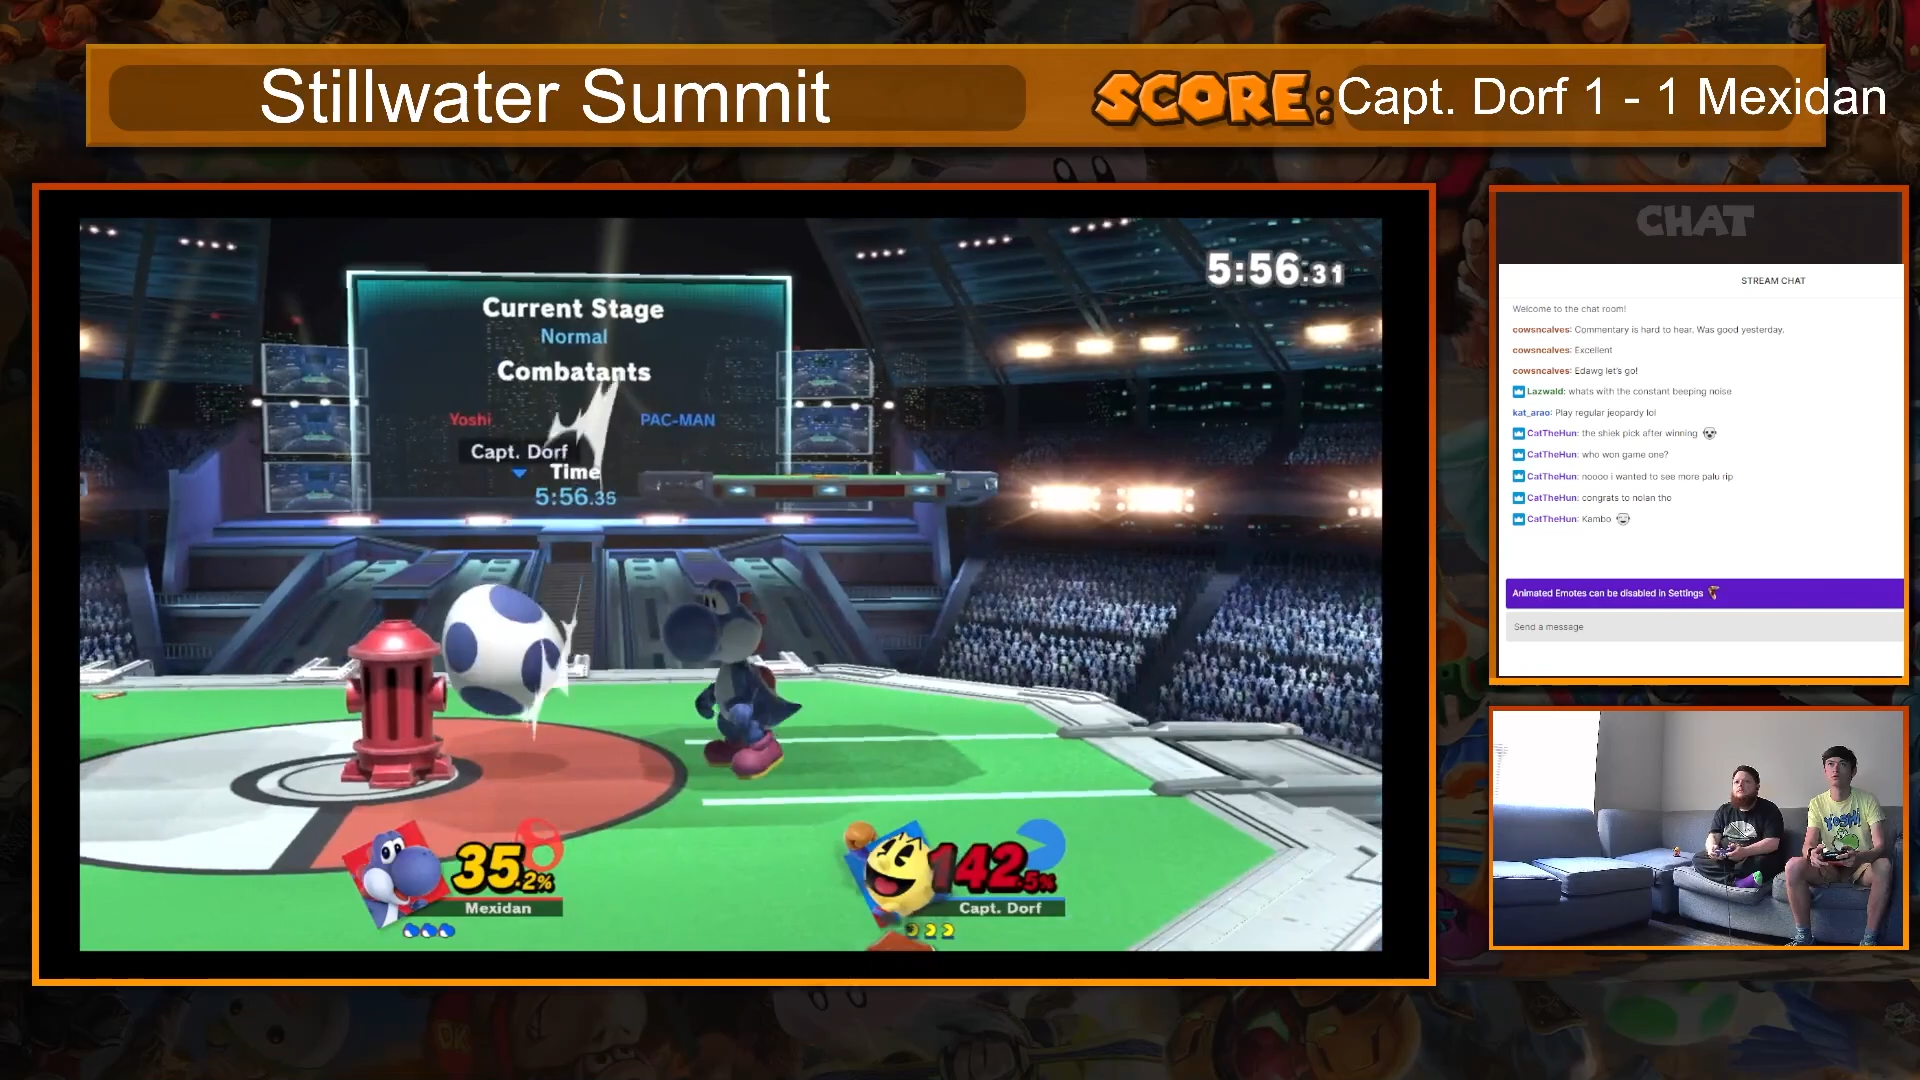 Stillwater Summit
SCORE:
Capt. Dorf 1 - 1 Mexidan
5:56.31
Current Stage
Normal
Combatants
Yoshi
PAC-MAN
Capt. Dorf
Time
5:56.35
35.2%
Mexidan
142.5%
Capt. Dorf
CHAT
STREAM CHAT
Welcome to the chat room!
cowsncalves: Commentary is hard to hear. Was good yesterday.
cowsncalves: Excellent
cowsncalves: Edawg let's go!
Lazwald: whats with the constant beeping noise
kat_arao: Play regular jeopardy lol
CatTheHun: the shiek pick after winning
CatTheHun: who won game one?
CatTheHun: noooo i wanted to see more palu rip
CatTheHun: congrats to nolan tho
CatTheHun: Kambo
Animated Emotes can be disabled in Settings
Send a message
YOSHI